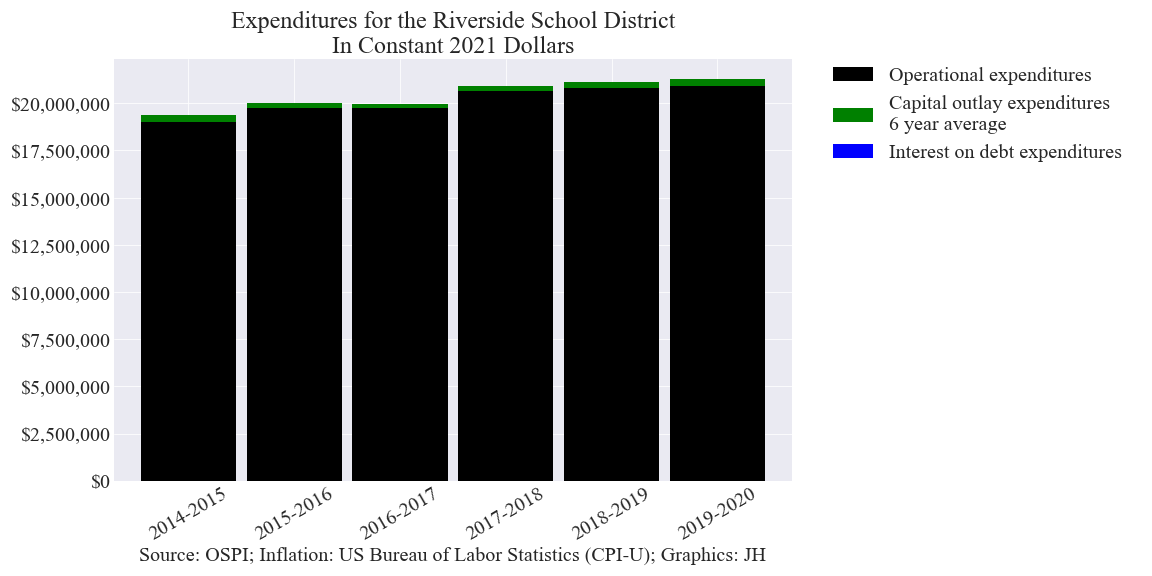 Expenditures for the Riverside School District
In Constant 2021 Dollars
$20,000,000
$17,500,000
$15,000,000
$12,500,000
$10,000,000
$7,500,000
$5,000,000
$2,500,000
$0
2014-2015
2015-2016
2016-2017
2017-2018
2018-2019
2019-2020
Source: OSPI; Inflation: US Bureau of Labor Statistics (CPI-U); Graphics: JH
Operational expenditures
Capital outlay expenditures
6 year average
Interest on debt expenditures